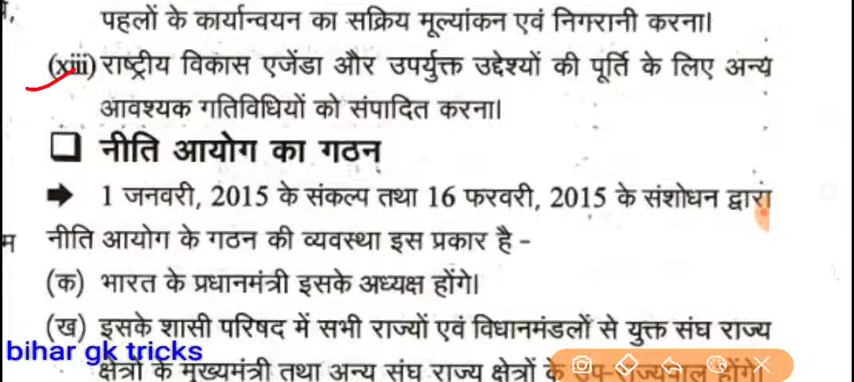 पहलों के कार्यान्वयन का सक्रिय मूल्यांकन एवं निगरानी करना।
(xiii) राष्ट्रीय विकास एजेंडा और उपर्युक्त उद्देश्यों की पूर्ति के लिए अन्य
आवश्यक गतिविधियों को संपादित करना।
❑ नीति आयोग का गठन
➡ 1 जनवरी, 2015 के संकल्प तथा 16 फरवरी, 2015 के संशोधन द्वारा
नीति आयोग के गठन की व्यवस्था इस प्रकार है -
(क) भारत के प्रधानमंत्री इसके अध्यक्ष होंगे।
(ख) इसके शासी परिषद में सभी राज्यों एवं विधानमंडलों से युक्त संघ राज्य
bihar gk tricks
क्षेत्रों के मुख्यमंत्री तथा अन्य संघ राज्य क्षेत्रों के उप-राज्यपाल होंगे।